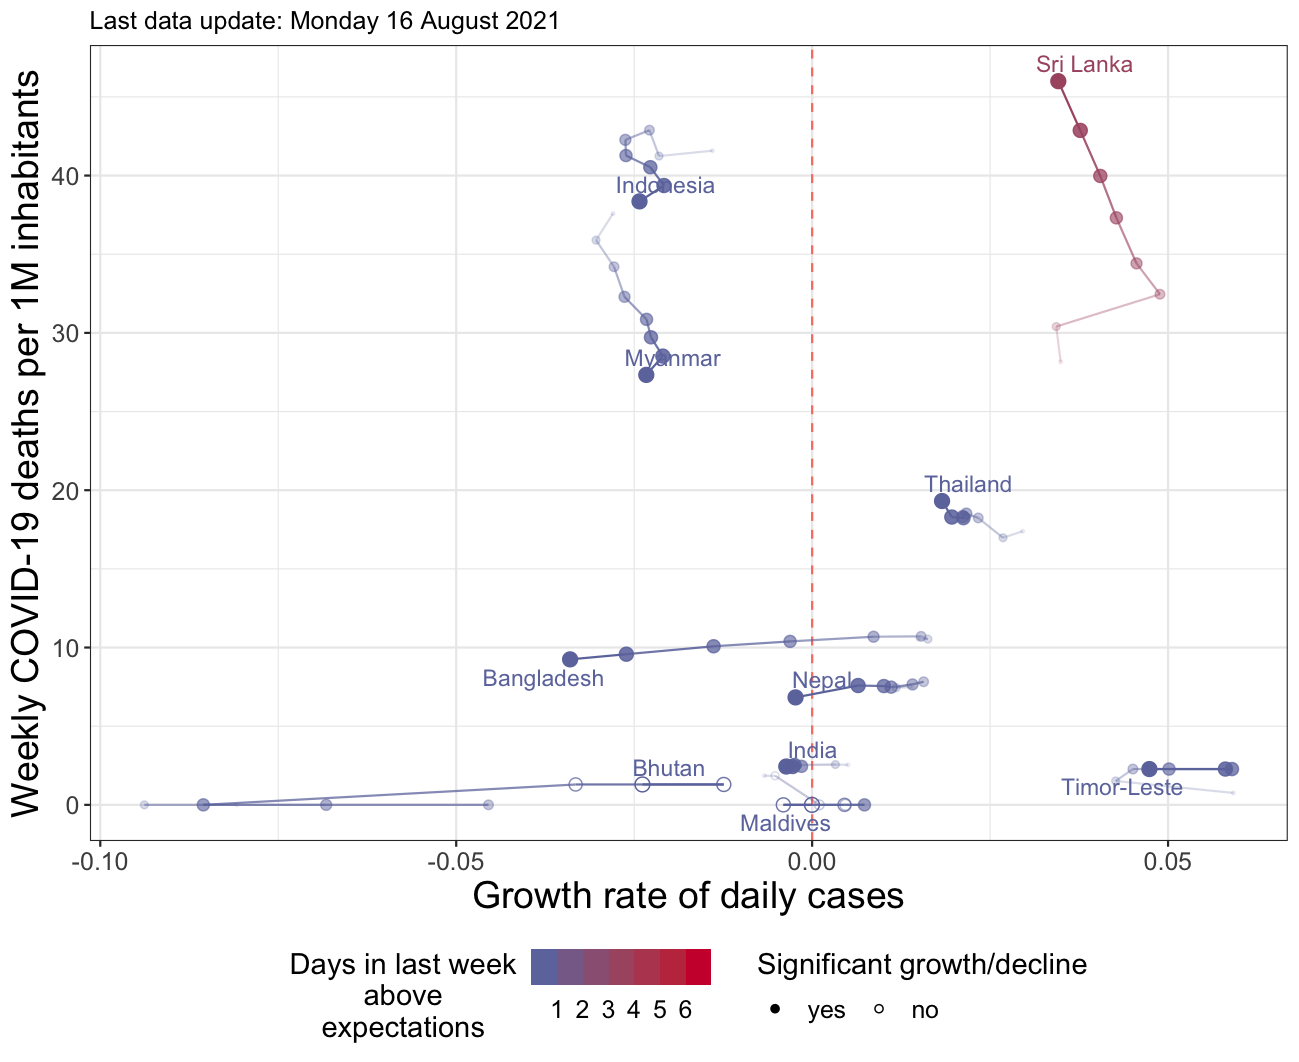 Last data update: Monday 16 August 2021
Weekly COVID-19 deaths per 1M inhabitants
Sri Lanka
40
Indonesia
30
Myanmar
20
Thailand
10
Bangladesh
Nepal
India
Bhutan
Timor-Leste
0
Maldives
-0.10 -0.05 0.00 0.05
Growth rate of daily cases
Days in last week
above
expectations
1 2 3 4 5 6
Significant growth/decline
yes no